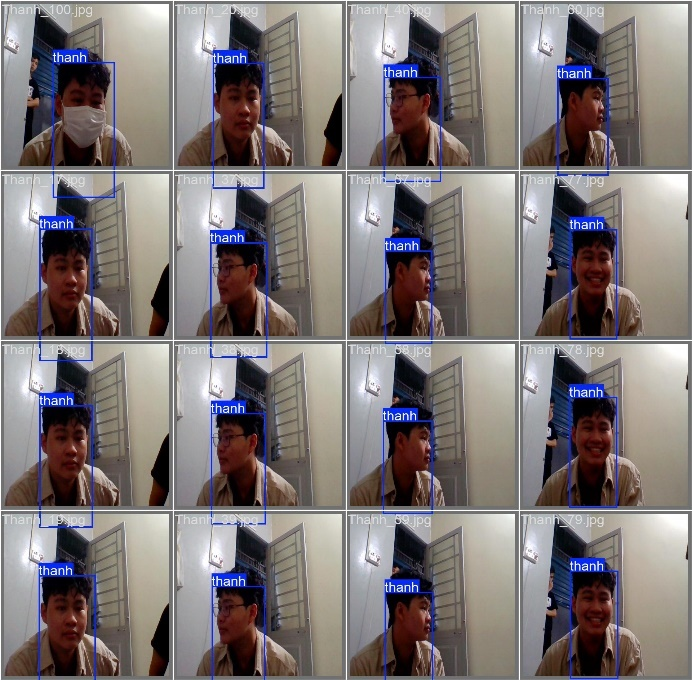 Thanh_100.jpg Thanh_20.jpg Thanh_40.jpg Thanh_60.jpg
thanh thanh thanh thanh
Thanh_17.jpg Thanh_37.jpg Thanh_57.jpg Thanh_77.jpg
thanh thanh thanh thanh
Thanh_18.jpg Thanh_38.jpg Thanh_58.jpg Thanh_78.jpg
thanh thanh thanh thanh
Thanh_19.jpg Thanh_39.jpg Thanh_59.jpg Thanh_79.jpg
thanh thanh thanh thanh